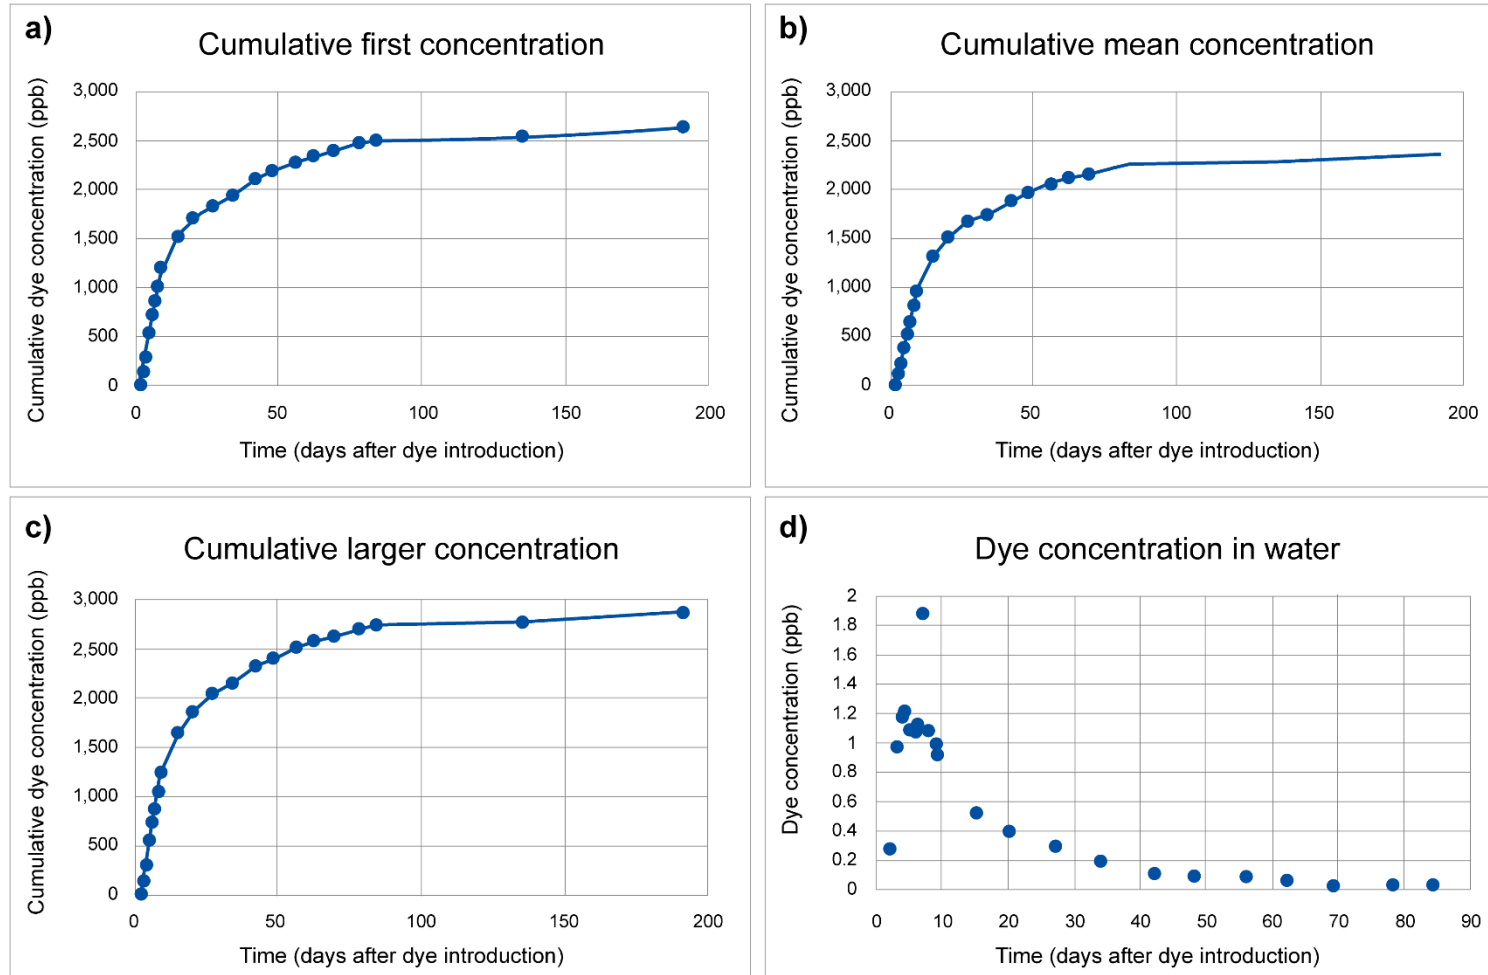 a)
Cumulative first concentration
Cumulative dye concentration (ppb)
3,000
2,500
2,000
1,500
1,000
500
0
0 50 100 150 200
Time (days after dye introduction)
b)
Cumulative mean concentration
Cumulative dye concentration (ppb)
3,000
2,500
2,000
1,500
1,000
500
0
0 50 100 150 200
Time (days after dye introduction)
c)
Cumulative larger concentration
Cumulative dye concentration (ppb)
3,000
2,500
2,000
1,500
1,000
500
0
0 50 100 150 200
Time (days after dye introduction)
d)
Dye concentration in water
Dye concentration (ppb)
2
1.8
1.6
1.4
1.2
1
0.8
0.6
0.4
0.2
0
0 10 20 30 40 50 60 70 80 90
Time (days after dye introduction)